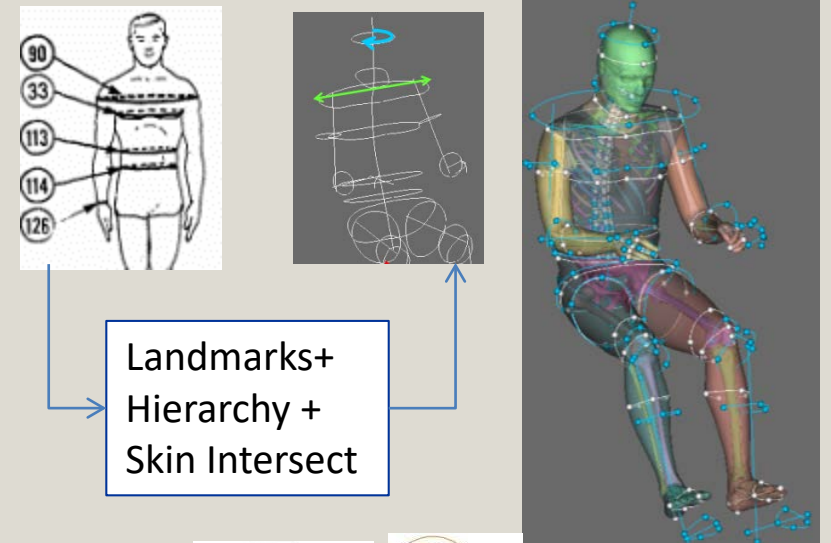 90
33
113
114
126
Landmarks+
Hierarchy +
Skin Intersect